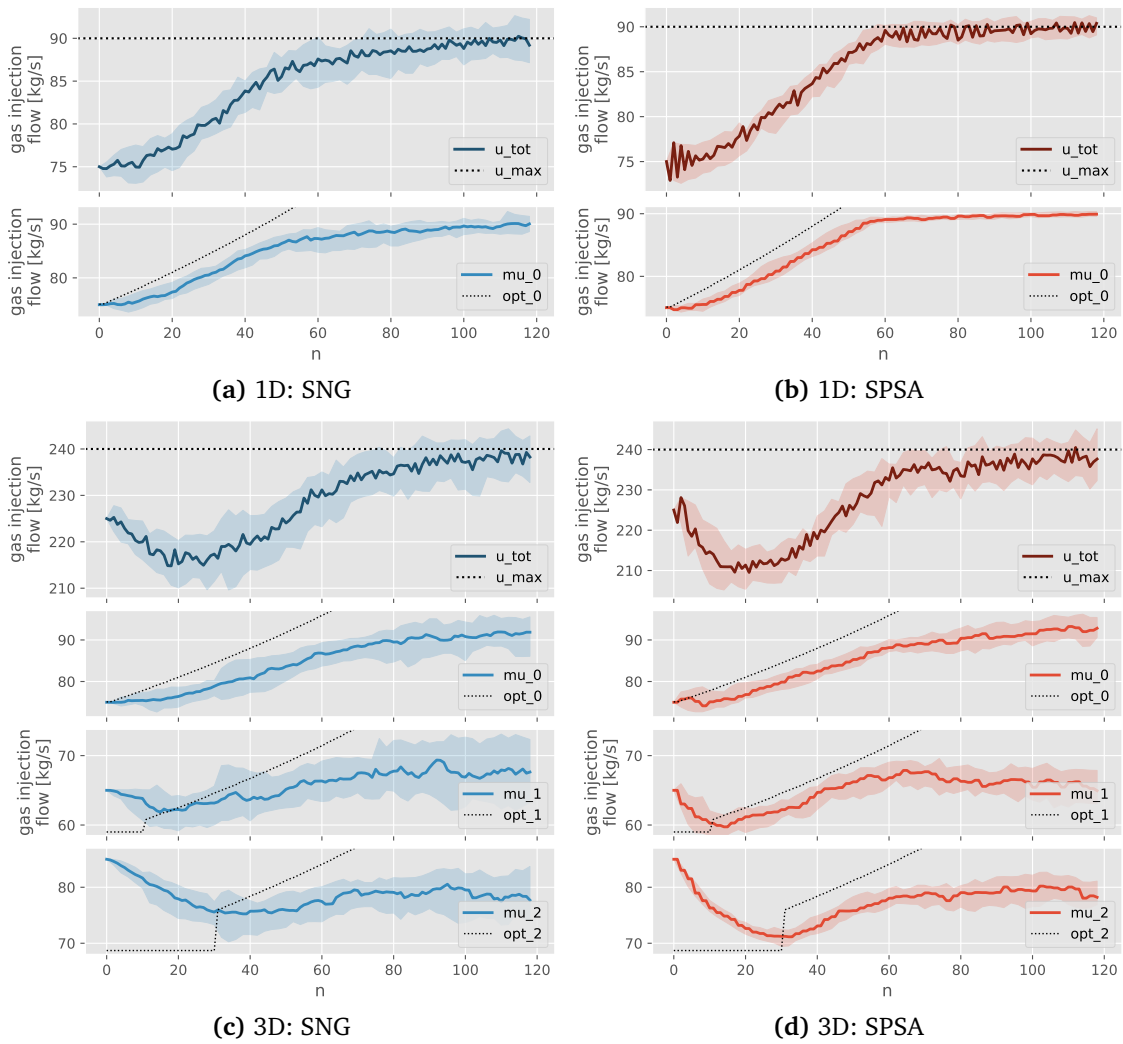 gas injection
flow [kg/s]
90
85
80
75
u_tot
u_max
gas injection
flow [kg/s]
90
80
mu_0
opt_0
0 20 40 60 80 100 120
n
(a) 1D: SNG
gas injection
flow [kg/s]
90
85
80
75
u_tot
u_max
gas injection
flow [kg/s]
90
80
mu_0
opt_0
0 20 40 60 80 100 120
n
(b) 1D: SPSA
gas injection
flow [kg/s]
240
230
220
210
u_tot
u_max
90
80
mu_0
opt_0
gas injection
flow [kg/s]
70
60
mu_1
opt_1
80
70
mu_2
opt_2
0 20 40 60 80 100 120
n
(c) 3D: SNG
gas injection
flow [kg/s]
240
230
220
210
u_tot
u_max
90
80
mu_0
opt_0
gas injection
flow [kg/s]
70
60
mu_1
opt_1
80
70
mu_2
opt_2
0 20 40 60 80 100 120
n
(d) 3D: SPSA